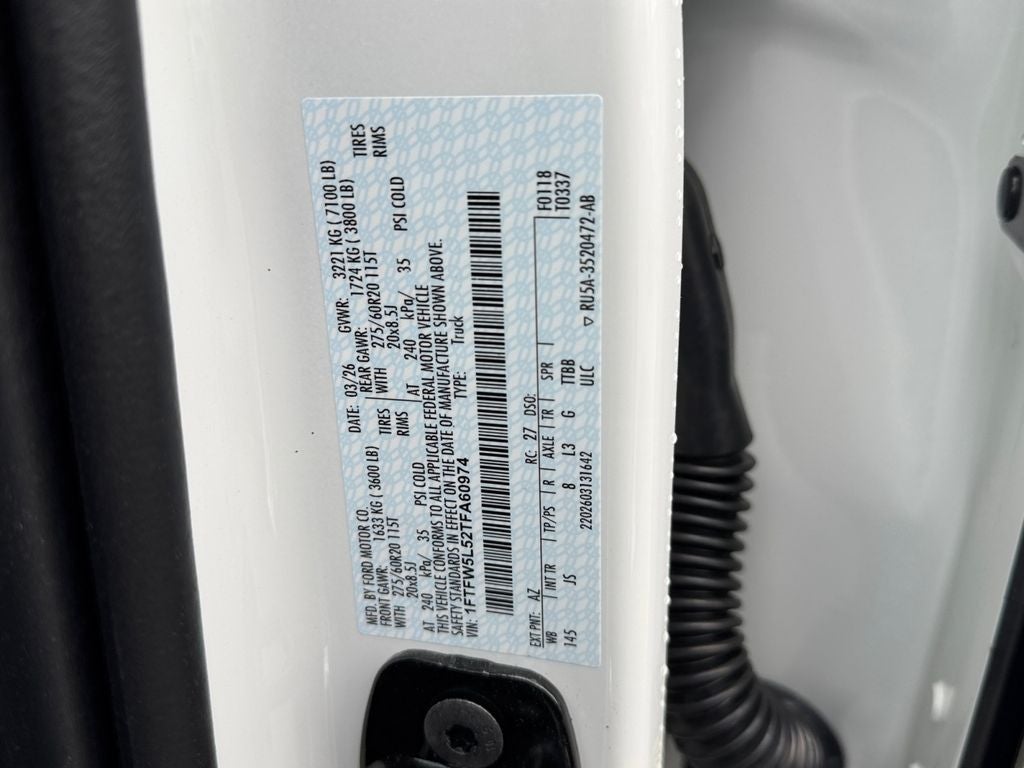 MFD. BY FORD MOTOR CO.
DATE: 03/26 GVWR: 3221 KG ( 7100 LB)
FRONT GAWR: 1633 KG ( 3600 LB) REAR GAWR: 1724 KG ( 3800 LB)
WITH 275/60R20 115T TIRES WITH 275/60R20 115T TIRES
20x8.5J RIMS 20x8.5J RIMS
AT 240 kPa/ 35 PSI COLD AT 240 kPa/ 35 PSI COLD
THIS VEHICLE CONFORMS TO ALL APPLICABLE FEDERAL MOTOR VEHICLE
SAFETY STANDARDS IN EFFECT ON THE DATE OF MANUFACTURE SHOWN ABOVE.
VIN: 1FTFW5L52TFA60974 TYPE: Truck
F0118
T0337
EXT PNT: AZ RC: 27 DSO:
WB INT TR TP/PS R AXLE TR SPR
145 JS 8 L3 G TTBB
2202603131642 ULC
▽ RU5A-3520472-AB